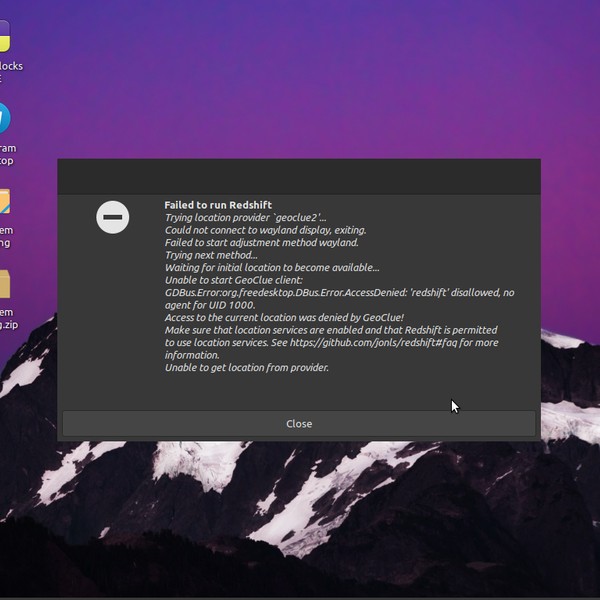 locks
E
ram
top
em
ng
em
g.zip
Failed to run Redshift
Trying location provider `geoclue2'...
Could not connect to wayland display, exiting.
Failed to start adjustment method wayland.
Trying next method...
Waiting for initial location to become available...
Unable to start GeoClue client:
GDBus.Error:org.freedesktop.DBus.Error.AccessDenied: 'redshift' disallowed, no
agent for UID 1000.
Access to the current location was denied by GeoClue!
Make sure that location services are enabled and that Redshift is permitted
to use location services. See https://github.com/jonls/redshift#faq for more
information.
Unable to get location from provider.
Close